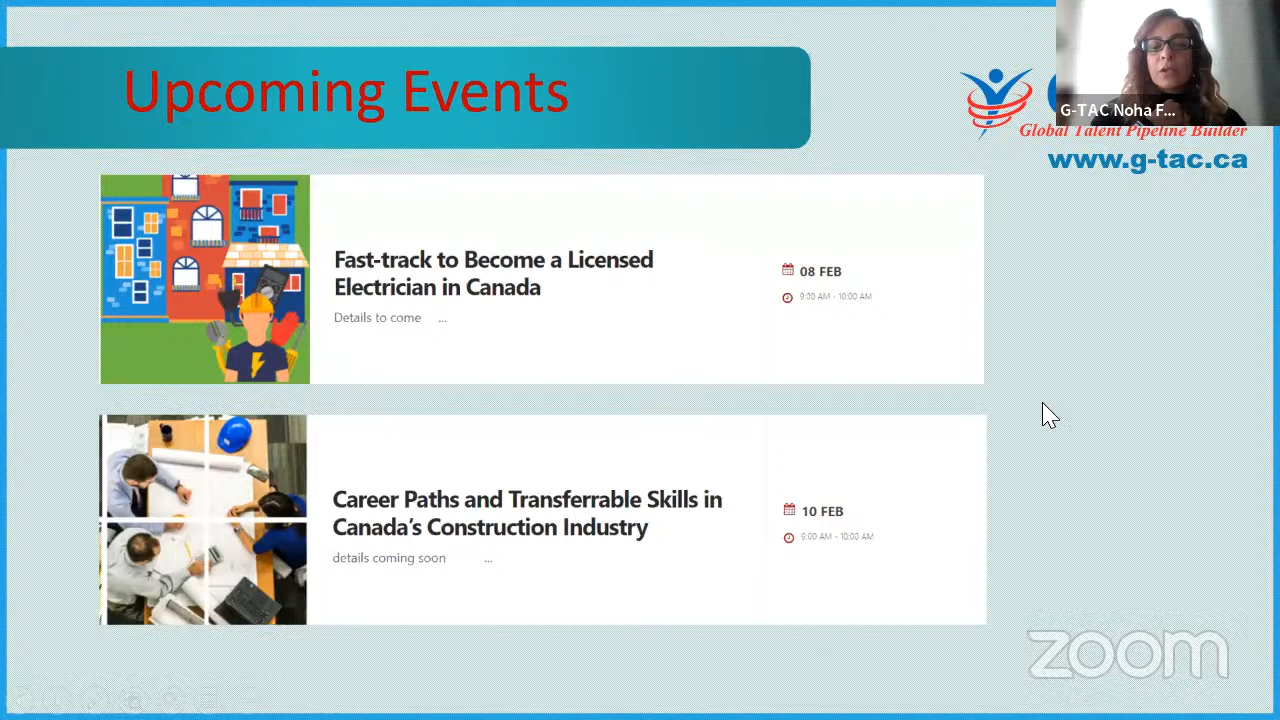 Upcoming Events
G-TAC Noha F...
Global Talent Pipeline Builder
www.g-tac.ca
Fast-track to Become a Licensed
Electrician in Canada
Details to come ...
08 FEB
9:00 AM - 10:00 AM
Career Paths and Transferrable Skills in
Canada's Construction Industry
details coming soon ...
10 FEB
9:00 AM - 10:00 AM
zoom